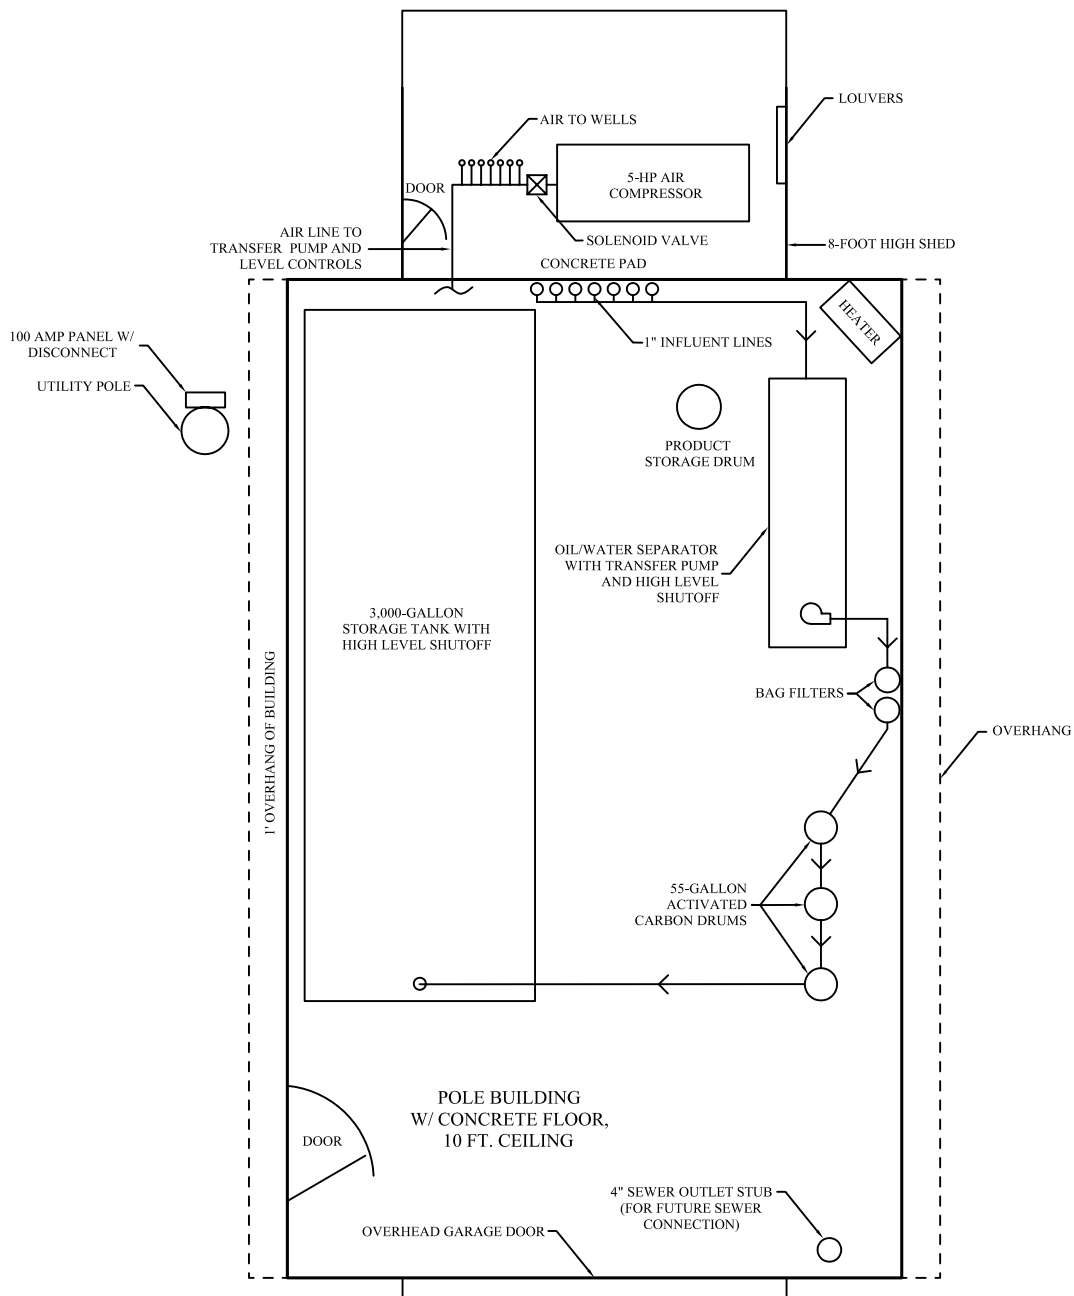 LOUVERS
AIR TO WELLS
5-HP AIR
COMPRESSOR
DOOR
AIR LINE TO
TRANSFER PUMP AND
LEVEL CONTROLS
SOLENOID VALVE
8-FOOT HIGH SHED
CONCRETE PAD
HEATER
100 AMP PANEL W/
DISCONNECT
1" INFLUENT LINES
UTILITY POLE
PRODUCT
STORAGE DRUM
OIL/WATER SEPARATOR
WITH TRANSFER PUMP
AND HIGH LEVEL
SHUTOFF
3,000-GALLON
STORAGE TANK WITH
HIGH LEVEL SHUTOFF
BAG FILTERS
1' OVERHANG OF BUILDING
OVERHANG
55-GALLON
ACTIVATED
CARBON DRUMS
POLE BUILDING
W/ CONCRETE FLOOR,
10 FT. CEILING
DOOR
4" SEWER OUTLET STUB
(FOR FUTURE SEWER
CONNECTION)
OVERHEAD GARAGE DOOR